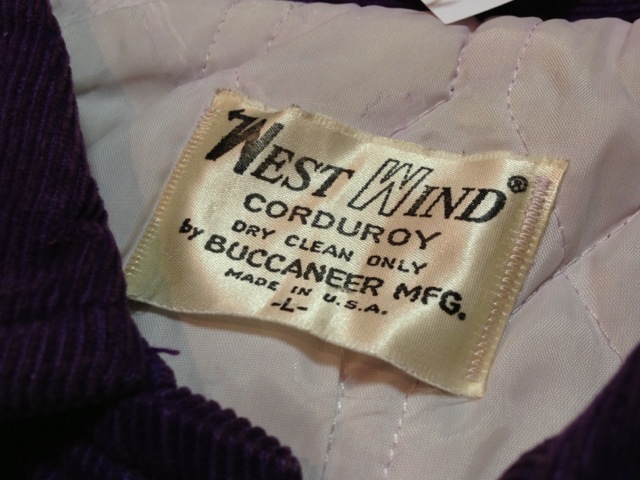 WEST WIND®
CORDUROY
DRY CLEAN ONLY
by BUCCANEER MFG.
MADE IN U.S.A.
-L-